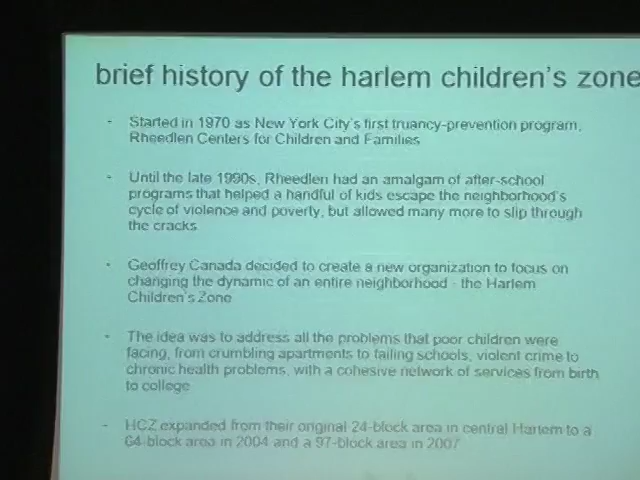 brief history of the harlem children's zone
- Started in 1970 as New York City's first truancy-prevention program,
Rheedlen Centers for Children and Families
- Until the late 1990s, Rheedlen had an amalgam of after-school
programs that helped a handful of kids escape the neighborhood's
cycle of violence and poverty, but allowed many more to slip through
the cracks
- Geoffrey Canada decided to create a new organization to focus on
changing the dynamic of an entire neighborhood - the Harlem
Children's Zone
- The idea was to address all the problems that poor children were
facing, from crumbling apartments to failing schools, violent crime to
chronic health problems, with a cohesive network of services from birth
to college
- HCZ expanded from their original 24-block area in central Harlem to a
64-block area in 2004 and a 97-block area in 2007